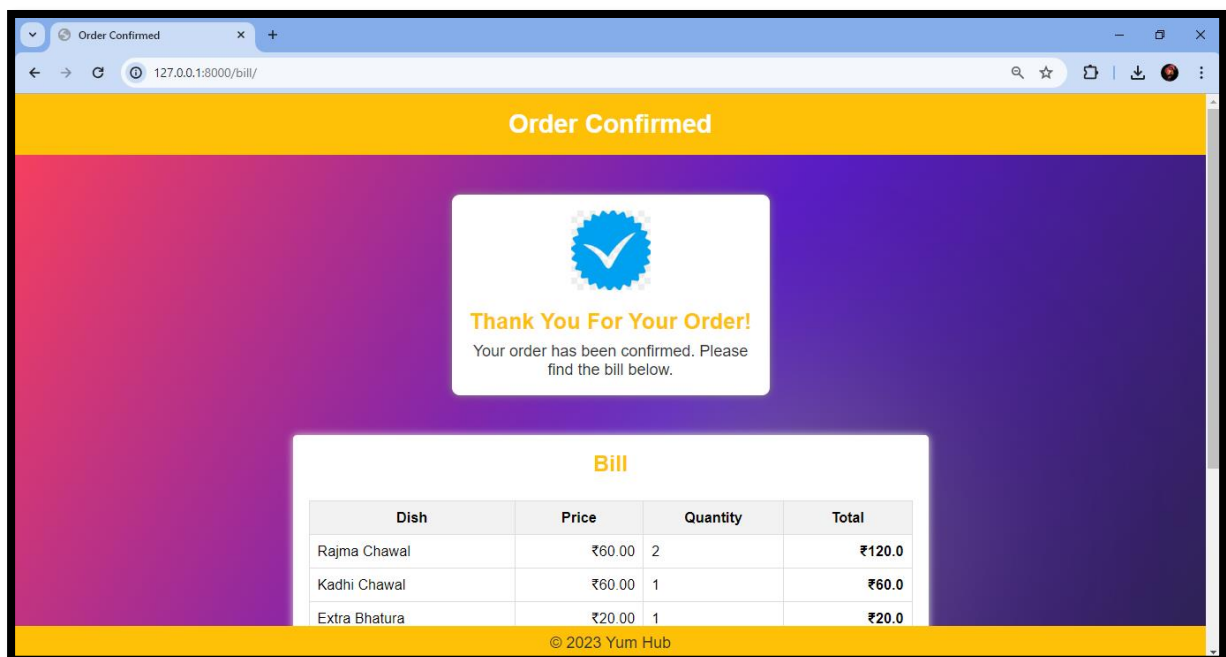 Order Confirmed
127.0.0.1:8000/bill/
Order Confirmed
Thank You For Your Order!
Your order has been confirmed. Please
find the bill below.
Bill
Dish Price Quantity Total
Rajma Chawal ₹60.00 2 ₹120.0
Kadhi Chawal ₹60.00 1 ₹60.0
Extra Bhatura ₹20.00 1 ₹20.0
© 2023 Yum Hub